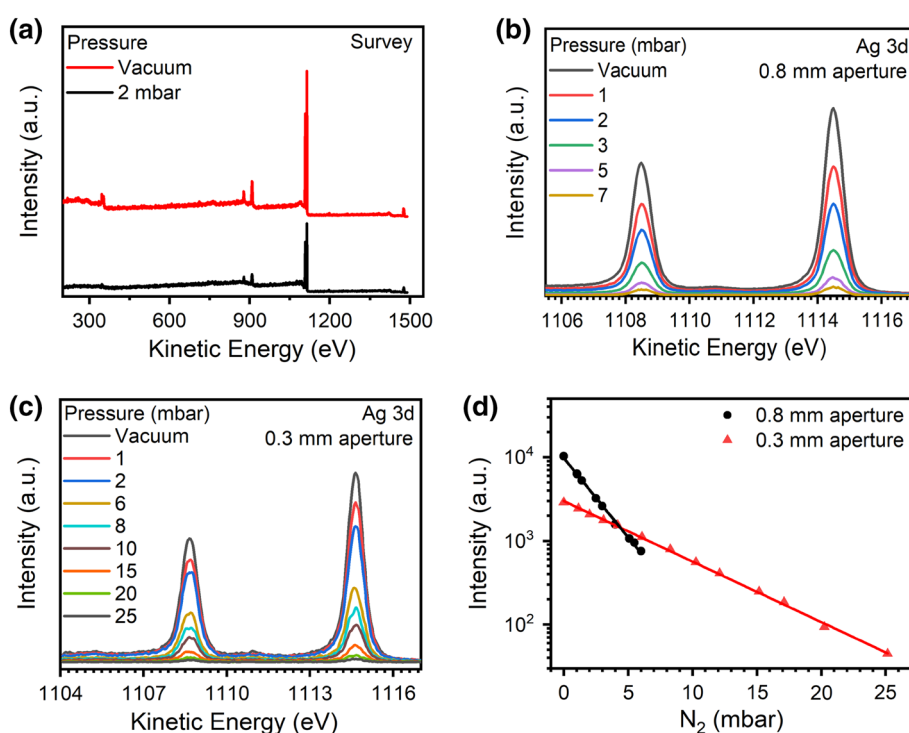 (a)
Pressure
Survey
Vacuum
2 mbar
Intensity (a.u.)
300 600 900 1200 1500
Kinetic Energy (eV)
(b)
Pressure (mbar)
Ag 3d
Vacuum
0.8 mm aperture
1
2
3
5
7
Intensity (a.u.)
1106 1108 1110 1112 1114 1116
Kinetic Energy (eV)
(c)
Pressure (mbar)
Ag 3d
Vacuum
0.3 mm aperture
1
2
6
8
10
15
20
25
Intensity (a.u.)
1104 1107 1110 1113 1116
Kinetic Energy (eV)
(d)
0.8 mm aperture
0.3 mm aperture
10⁴
10³
10²
Intensity (a.u.)
0 5 10 15 20 25
N₂ (mbar)